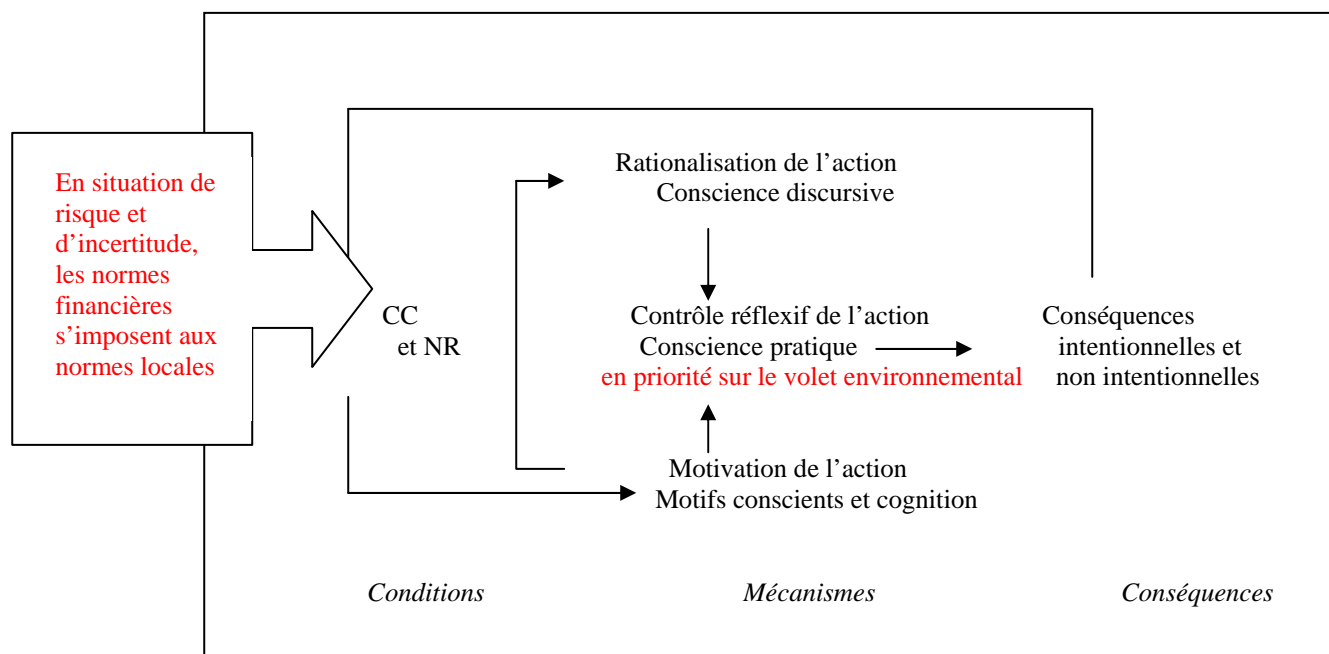 En situation de
risque et
d’incertitude,
les normes
financières
s’imposent aux
normes locales
CC
et NR
Rationalisation de l’action
Conscience discursive
Contrôle réflexif de l’action
Conscience pratique
en priorité sur le volet environnemental
Motivation de l’action
Motifs conscients et cognition
Conséquences
intentionnelles et
non intentionnelles
Conditions
Mécanismes
Conséquences